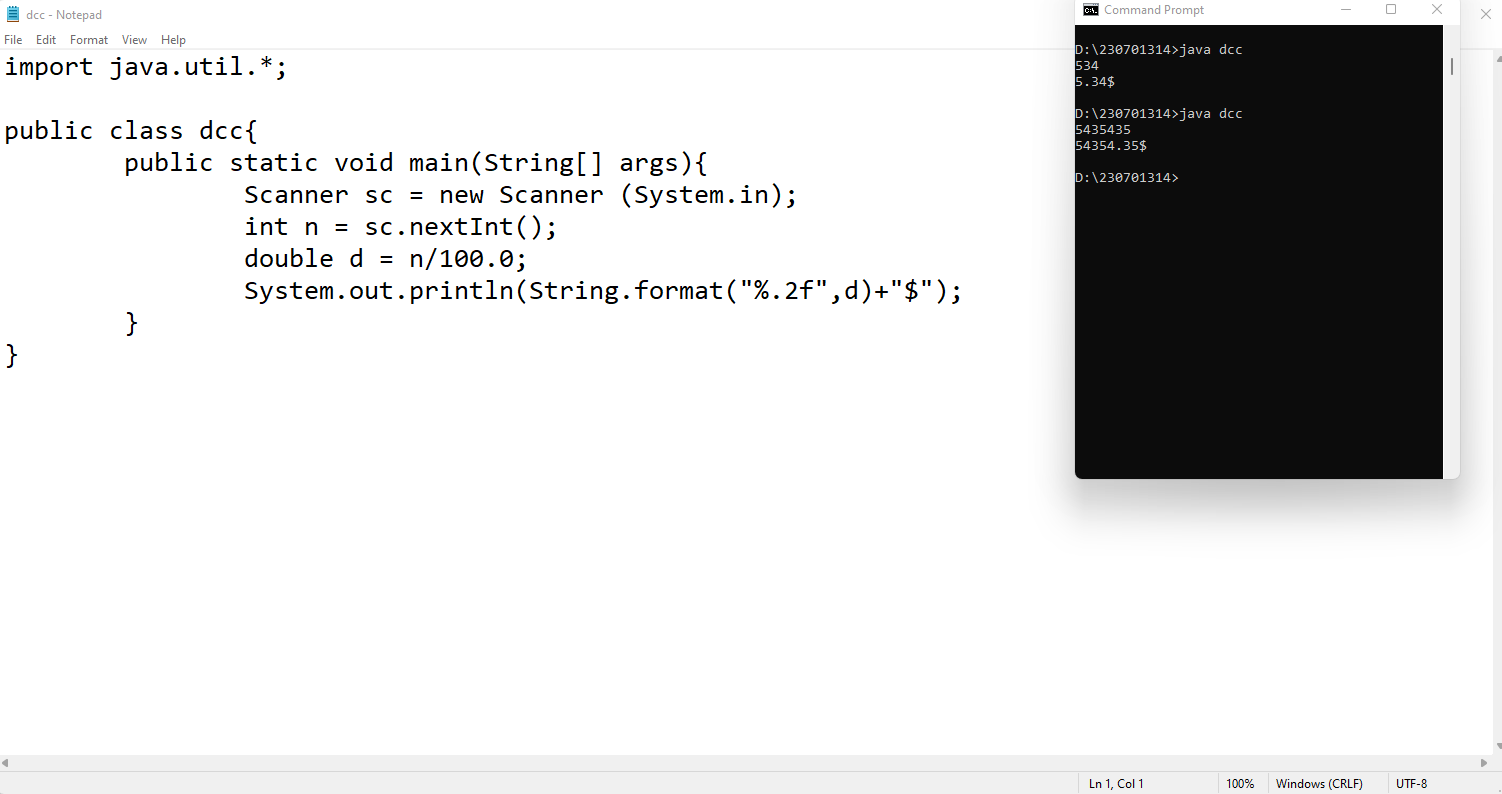 dcc - Notepad
File Edit Format View Help
import java.util.*;
public class dcc{
public static void main(String[] args){
Scanner sc = new Scanner (System.in);
int n = sc.nextInt();
double d = n/100.0;
System.out.println(String.format("%.2f",d)+"$");
}
}
Command Prompt
D:\230701314>java dcc
534
5.34$
D:\230701314>java dcc
5435435
54354.35$
D:\230701314>
Ln 1, Col 1 100% Windows (CRLF) UTF-8